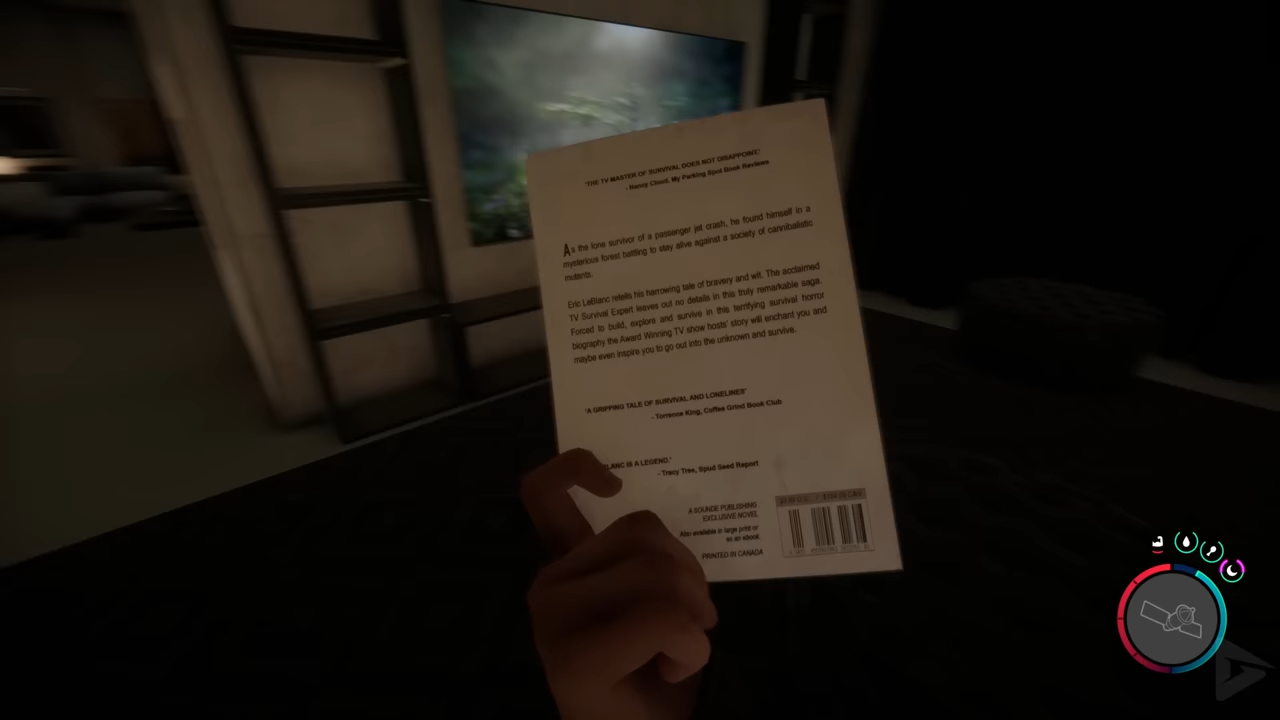 'THE TV MASTER OF SURVIVAL DOES NOT DISAPPOINT.'
- Nancy Cloud, My Parking Spot Book Reviews
As the lone survivor of a passenger jet crash, he found himself in a
mysterious forest battling to stay alive against a society of cannibalistic
mutants.
Eric LeBlanc retells his harrowing tale of bravery and wit. The acclaimed
TV Survival Expert leaves out no details in this truly remarkable saga.
Forced to build, explore and survive in this terrifying survival horror
biography the Award Winning TV show hosts' story will enchant you and
maybe even inspire you to go out into the unknown and survive.
'A GRIPPING TALE OF SURVIVAL AND LONELINES'
- Torrence King, Coffee Grind Book Club
LANC IS A LEGEND.'
- Tracy Tree, Spud Seed Report
A SOUNDE PUBLISHING
EXCLUSIVE NOVEL
Also available in large print or
as an ebook
PRINTED IN CANADA